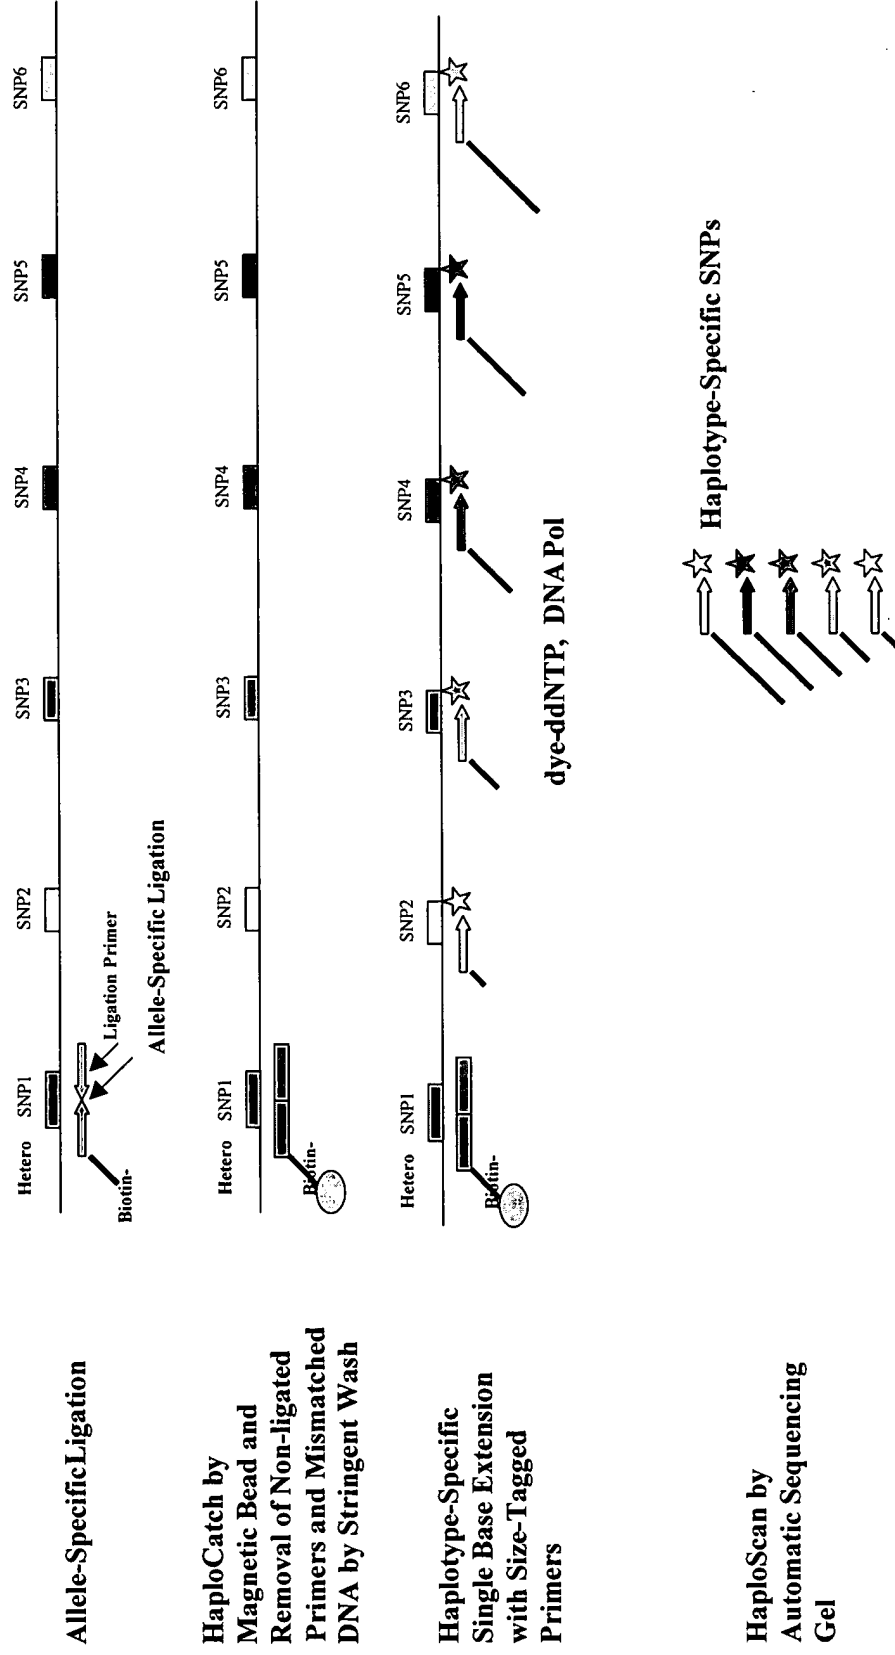 Allele-SpecificLigation
Hetero
SNP1
SNP2
SNP3
SNP4
SNP5
SNP6
Biotin-
Ligation Primer
Allele-Specific Ligation
HaploCatch by
Magnetic Bead and
Removal of Non-ligated
Primers and Mismatched
DNA by Stringent Wash
Hetero
SNP1
SNP2
SNP3
SNP4
SNP5
SNP6
Biotin-
Haplotype-Specific
Single Base Extension
with Size-Tagged
Primers
Hetero
SNP1
SNP2
SNP3
SNP4
SNP5
SNP6
Biotin-
dye-ddNTP, DNA Pol
HaploScan by
Automatic Sequencing
Gel
Haplotype-Specific SNPs